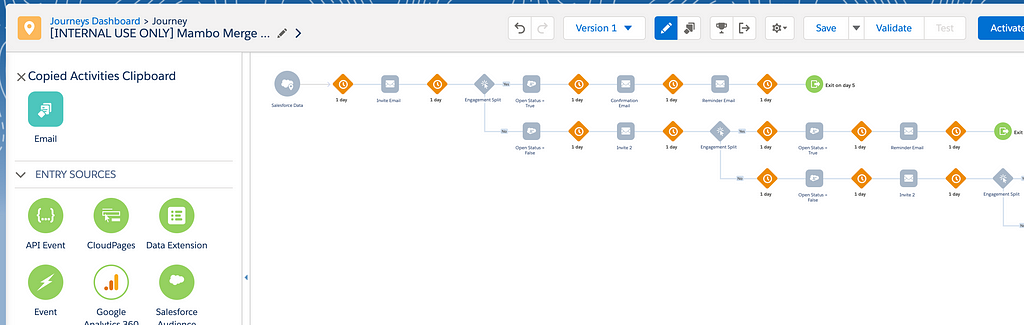 Journeys Dashboard > Journey
[INTERNAL USE ONLY] Mambo Merge ...
Version 1
Save
Validate
Test
Activate
Copied Activities Clipboard
Email
ENTRY SOURCES
API Event
CloudPages
Data Extension
Event
Google
Analytics 360
Salesforce
Audience
Salesforce Data
1 day
Invite Email
1 day
Engagement Split
Yes
Open Status =
True
1 day
Confirmation
Email
1 day
Reminder Email
1 day
Exit on day 5
No
Open Status =
False
1 day
Invite 2
1 day
Engagement Split
Yes
1 day
Open Status =
True
1 day
Reminder Email
1 day
Exit
No
1 day
Open Status =
False
1 day
Invite 2
1 day
Engagement Split